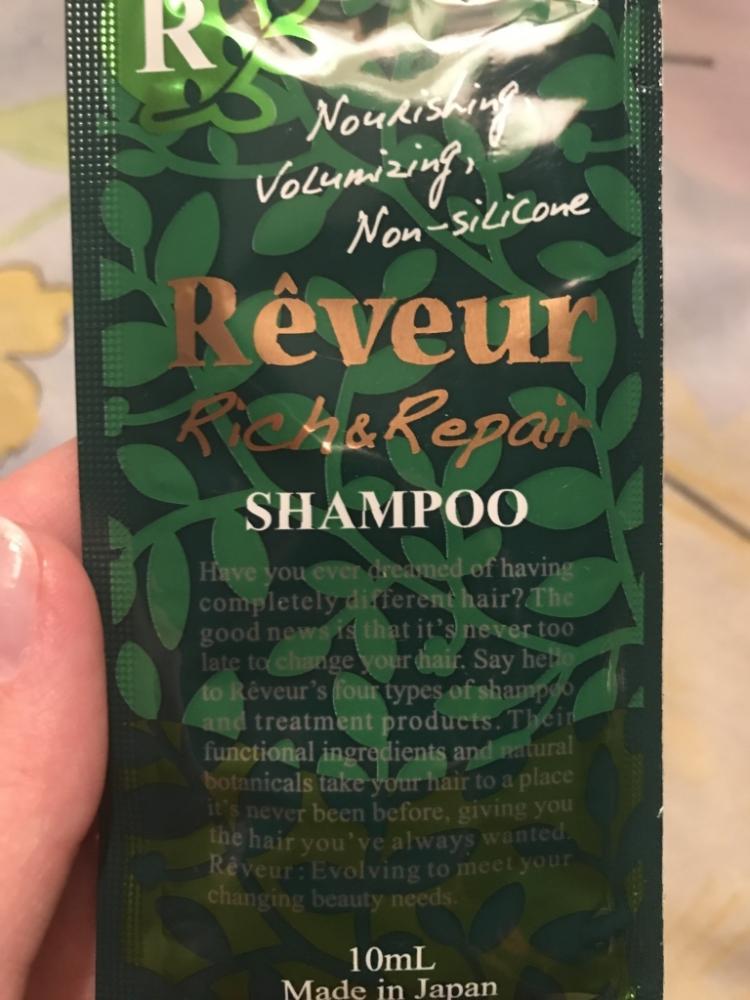 R
Nourishing,
Volumizing,
Non-silicone
Rêveur
Rich&Repair
SHAMPOO
Have you ever dreamed of having
completely different hair? The
good news is that it's never too
late to change your hair. Say hello
to Rêveur's four types of shampoo
and treatment products. Their
functional ingredients and natural
botanicals take your hair to a place
it's never been before, giving you
the hair you've always wanted.
Rêveur: Evolving to meet your
changing beauty needs.
10mL
Made in Japan